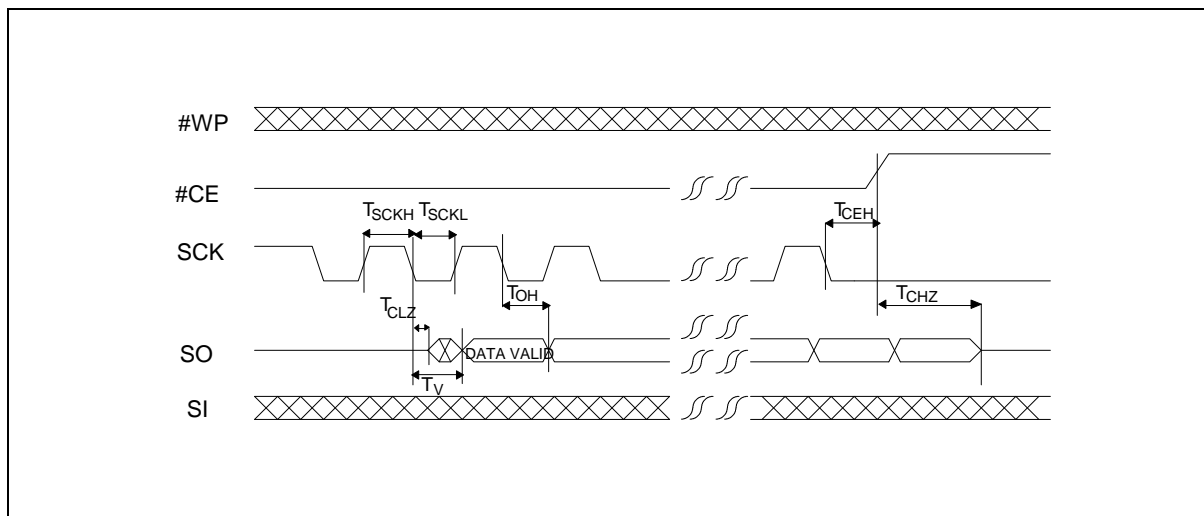 #WP
#CE
TSCKH TSCKL
TCEH
SCK
TOH
TCHZ
TCLZ
SO
DATA VALID
TV
SI